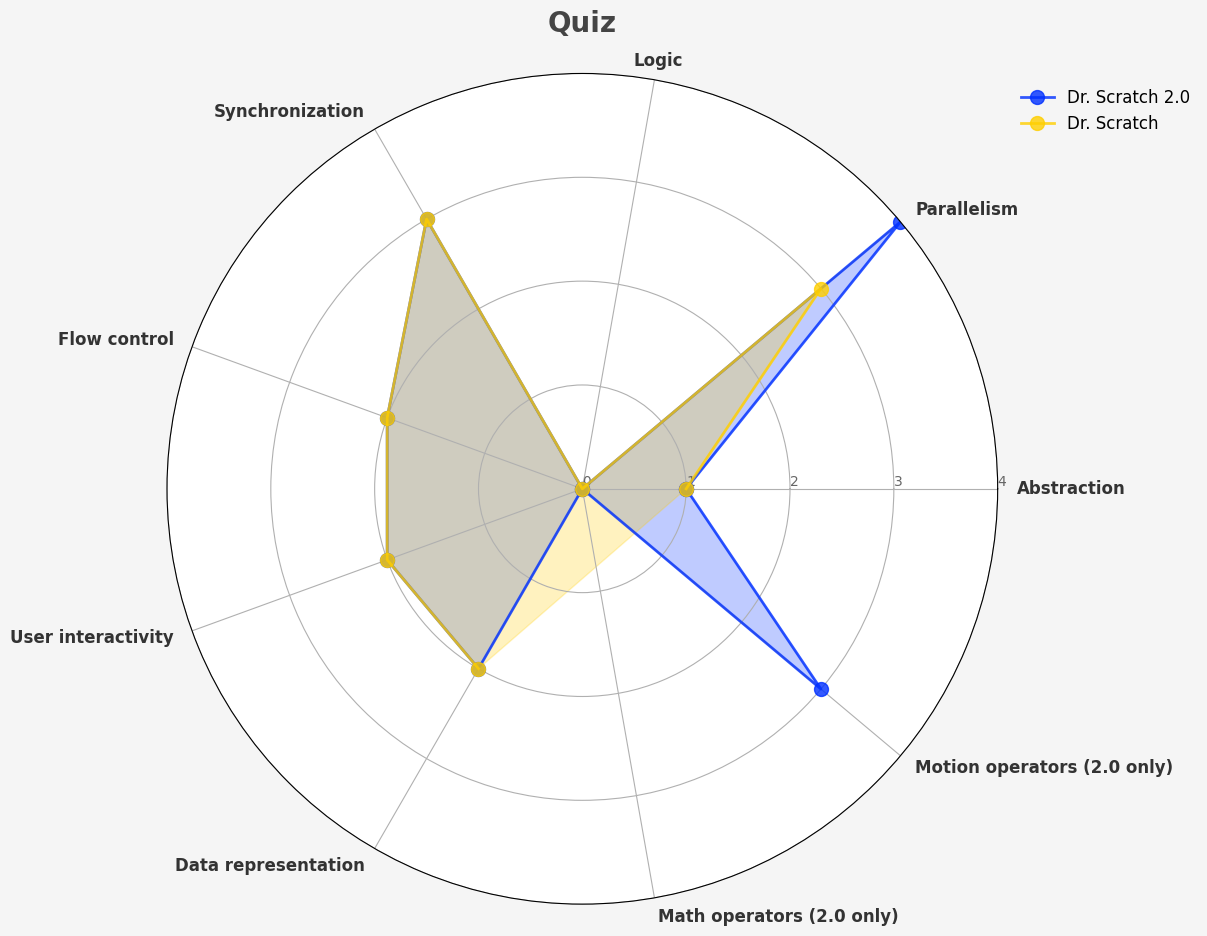 Quiz
Logic
Dr. Scratch 2.0
Dr. Scratch
Synchronization
Parallelism
Flow control
0
1
2
3
4
Abstraction
User interactivity
Motion operators (2.0 only)
Data representation
Math operators (2.0 only)